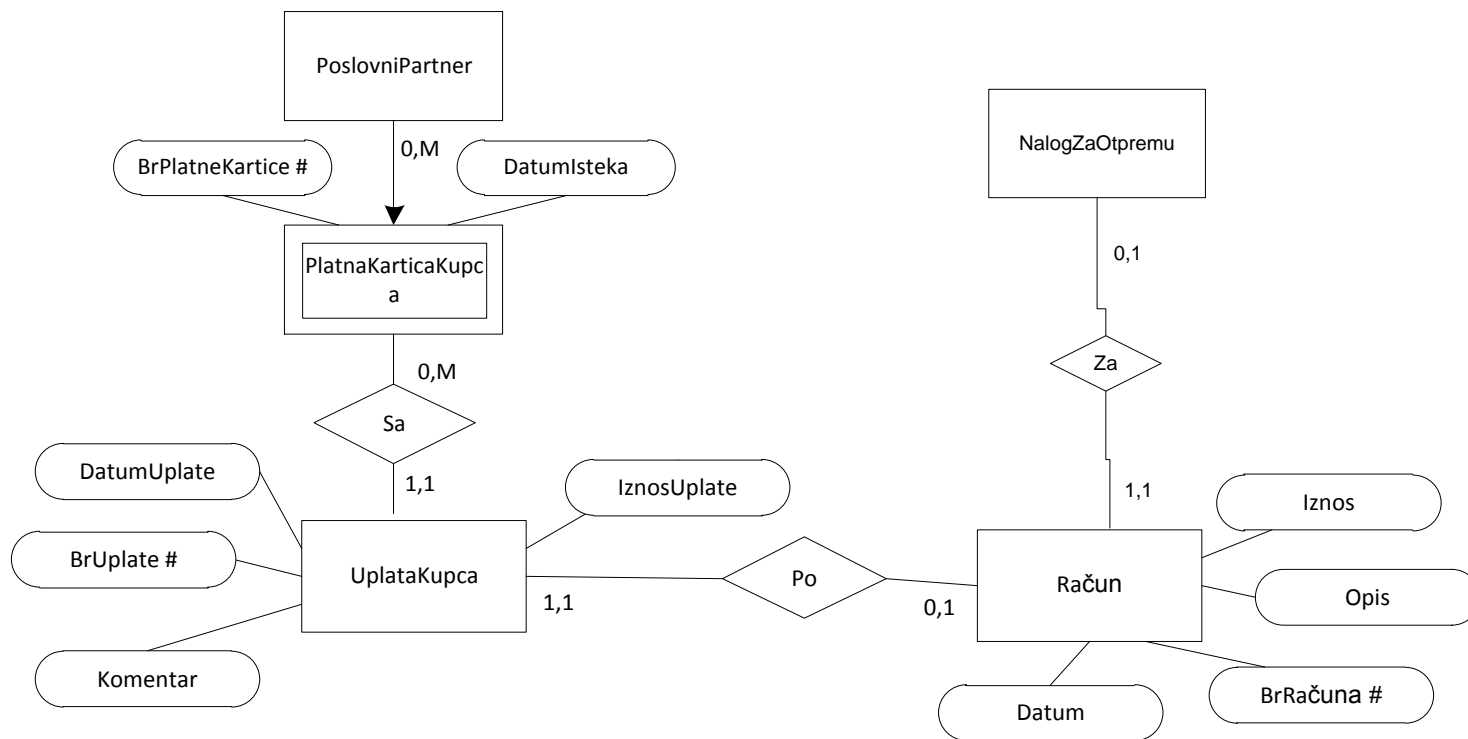 PoslovniPartner
NalogZaOtpremu
0,M
BrPlatneKartice #
DatumIsteka
0,1
PlatnaKarticaKupc
a
Za
0,M
Sa
DatumUplate
1,1
IznosUplate
1,1
Iznos
BrUplate #
UplataKupca
Po
Račun
1,1
0,1
Opis
Komentar
Datum
BrRačuna #